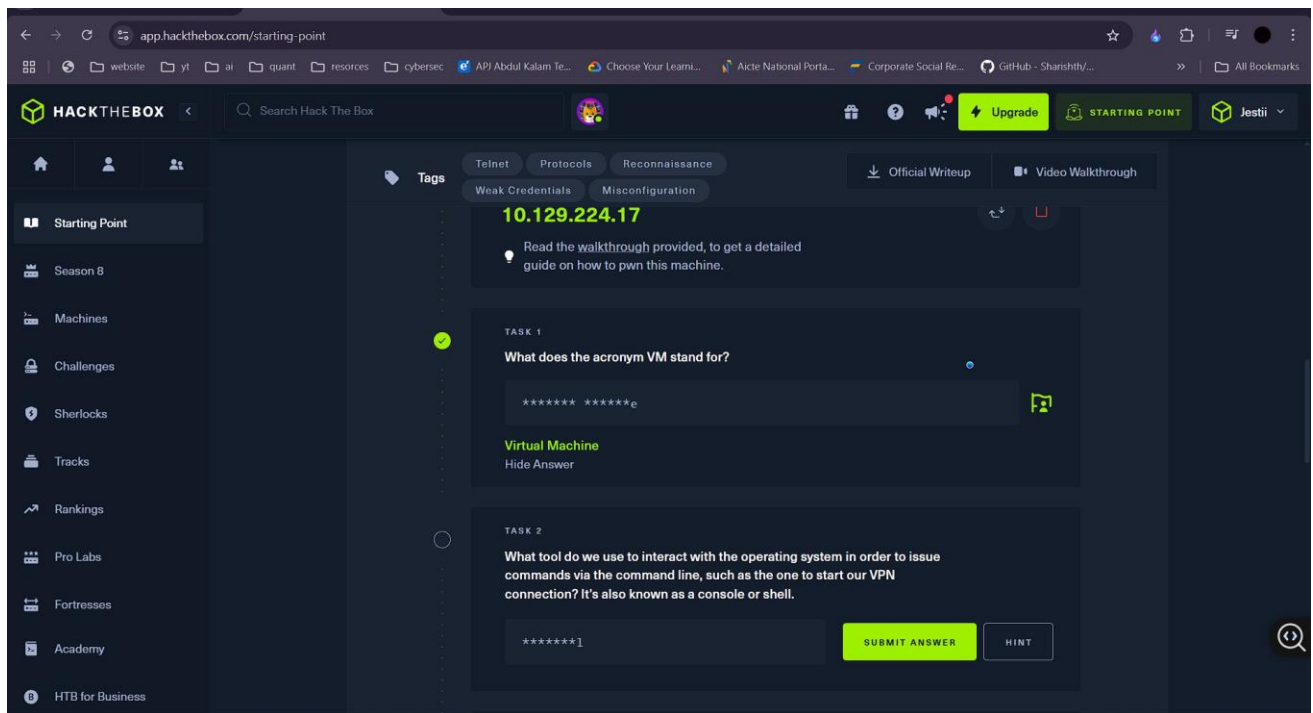 app.hackthebox.com/starting-point
website yt ai quant resorces cybersec APJ Abdul Kalam Te... Choose Your Learni... Aicte National Porta... Corporate Social Re... GitHub - Sharishth/... » All Bookmarks
HACKTHEBOX
Search Hack The Box
Upgrade
STARTING POINT
Jestii
Starting Point
Season 8
Machines
Challenges
Sherlocks
Tracks
Rankings
Pro Labs
Fortresses
Academy
HTB for Business
Tags
Telnet Protocols Reconnaissance
Weak Credentials Misconfiguration
Official Writeup
Video Walkthrough
10.129.224.17
Read the walkthrough provided, to get a detailed
guide on how to pwn this machine.
TASK 1
What does the acronym VM stand for?
******* ******e
Virtual Machine
Hide Answer
TASK 2
What tool do we use to interact with the operating system in order to issue
commands via the command line, such as the one to start our VPN
connection? It's also known as a console or shell.
*******l
SUBMIT ANSWER
HINT